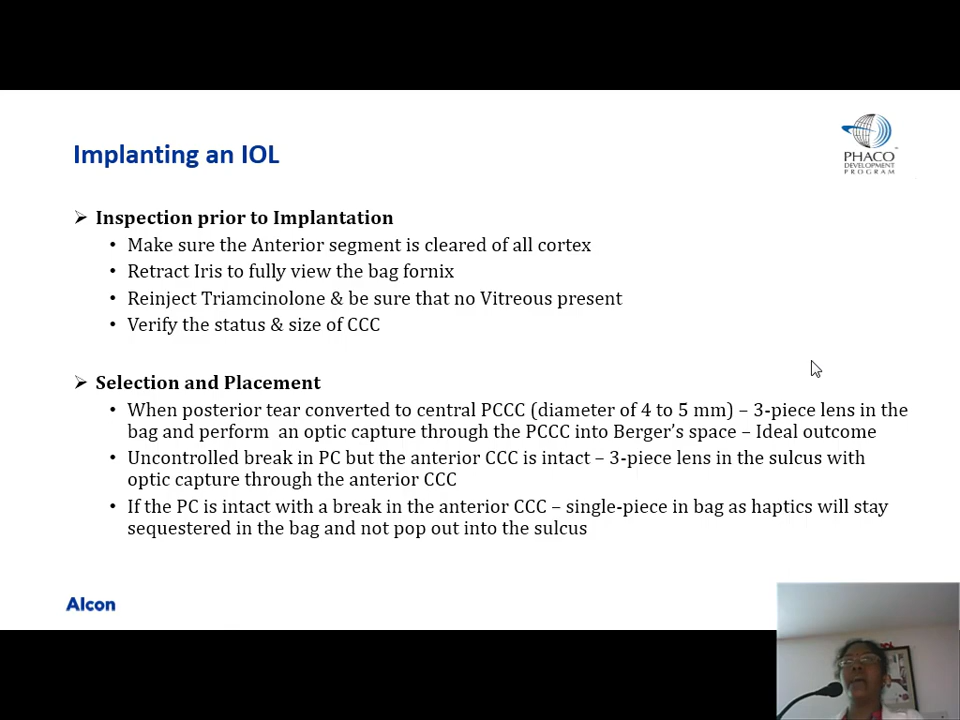 PHACO
DEVELOPMENT
PROGRAM
Implanting an IOL
➢ Inspection prior to Implantation
• Make sure the Anterior segment is cleared of all cortex
• Retract Iris to fully view the bag fornix
• Reinject Triamcinolone & be sure that no Vitreous present
• Verify the status & size of CCC
➢ Selection and Placement
• When posterior tear converted to central PCCC (diameter of 4 to 5 mm) – 3-piece lens in the
bag and perform an optic capture through the PCCC into Berger's space – Ideal outcome
• Uncontrolled break in PC but the anterior CCC is intact – 3-piece lens in the sulcus with
optic capture through the anterior CCC
• If the PC is intact with a break in the anterior CCC – single-piece in bag as haptics will stay
sequestered in the bag and not pop out into the sulcus
Alcon